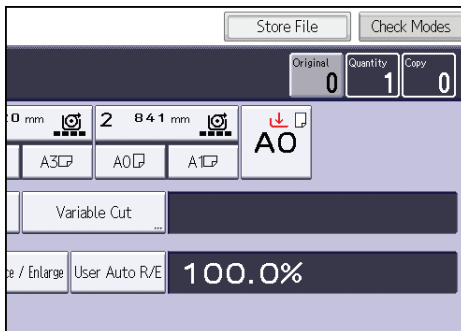 Store File
Check Modes
Original
0
Quantity
1
Copy
0
0 mm
2 841 mm
A3
A0
A1
A0
Variable Cut
...
ce / Enlarge
User Auto R/E
100.0%